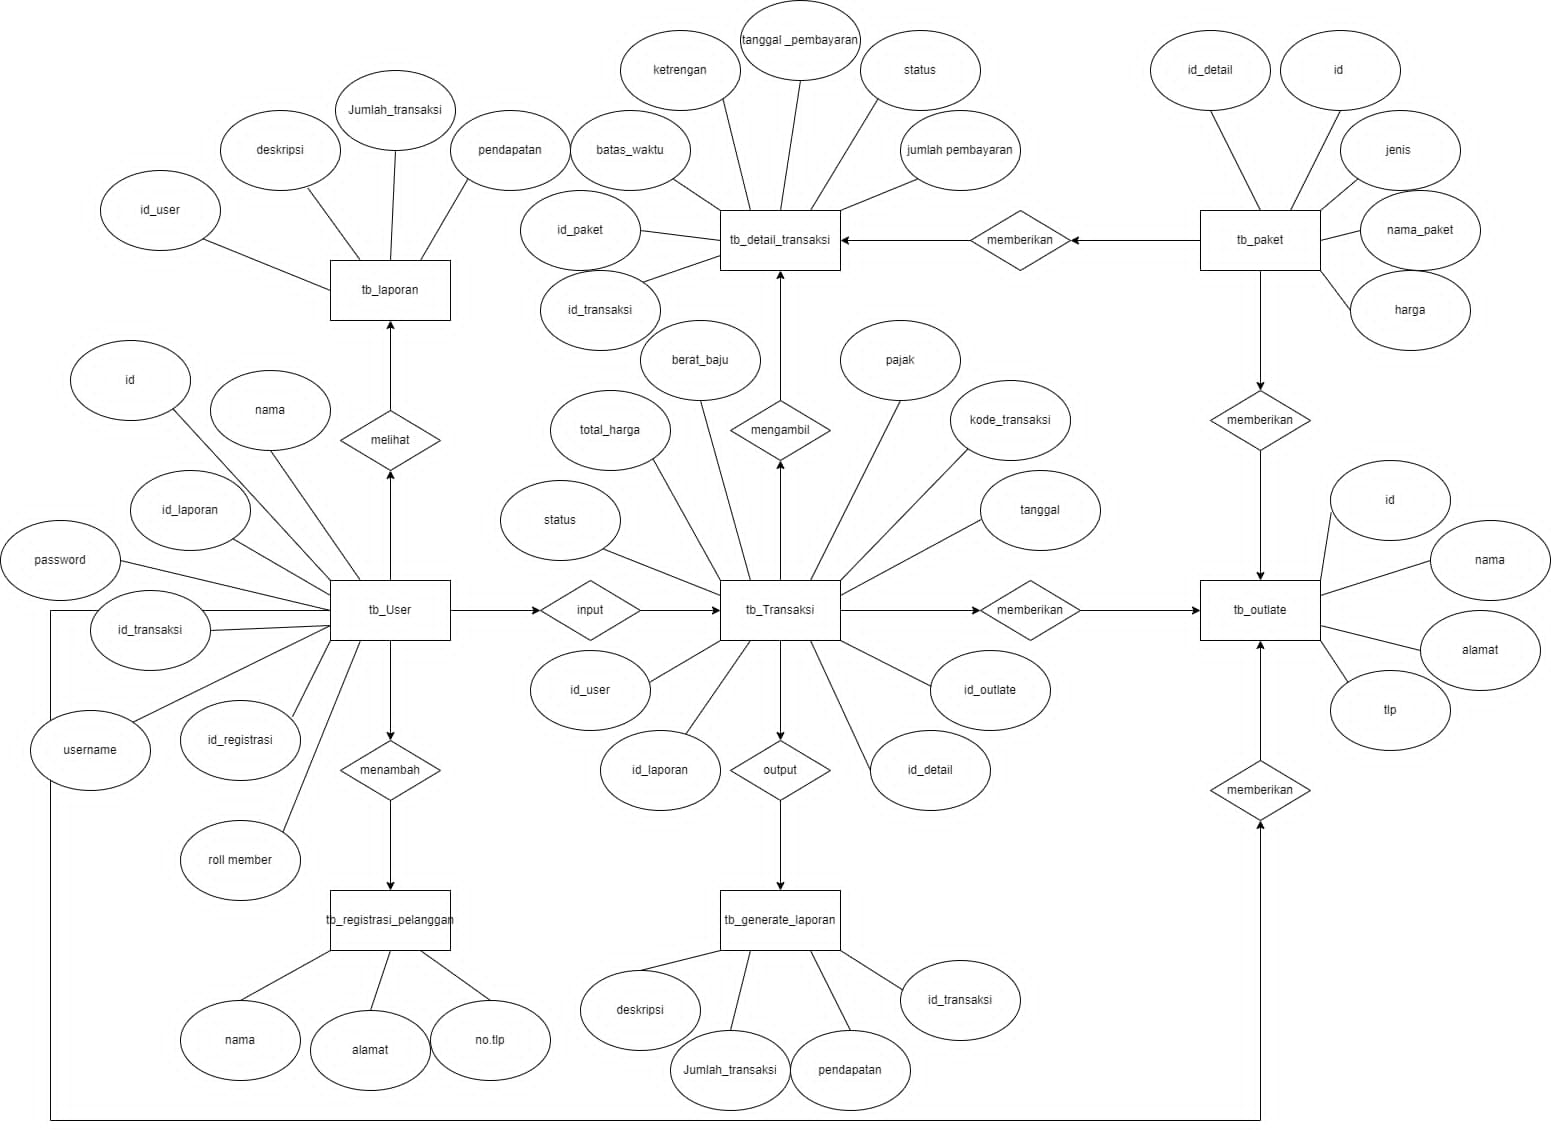 tanggal _pembayaran
ketrengan
status
id_detail
id
Jumlah_transaksi
deskripsi
pendapatan
batas_waktu
jumlah pembayaran
jenis
id_user
id_paket
tb_detail_transaksi
memberikan
tb_paket
nama_paket
tb_laporan
id_transaksi
harga
berat_baju
pajak
id
nama
melihat
total_harga
mengambil
kode_transaksi
memberikan
id_laporan
status
tanggal
id
password
nama
id_transaksi
tb_User
input
tb_Transaksi
memberikan
tb_outlate
alamat
id_user
id_outlate
tlp
username
id_registrasi
menambah
id_laporan
output
id_detail
memberikan
roll member
tb_registrasi_pelanggan
tb_generate_laporan
deskripsi
id_transaksi
nama
alamat
no.tlp
Jumlah_transaksi
pendapatan